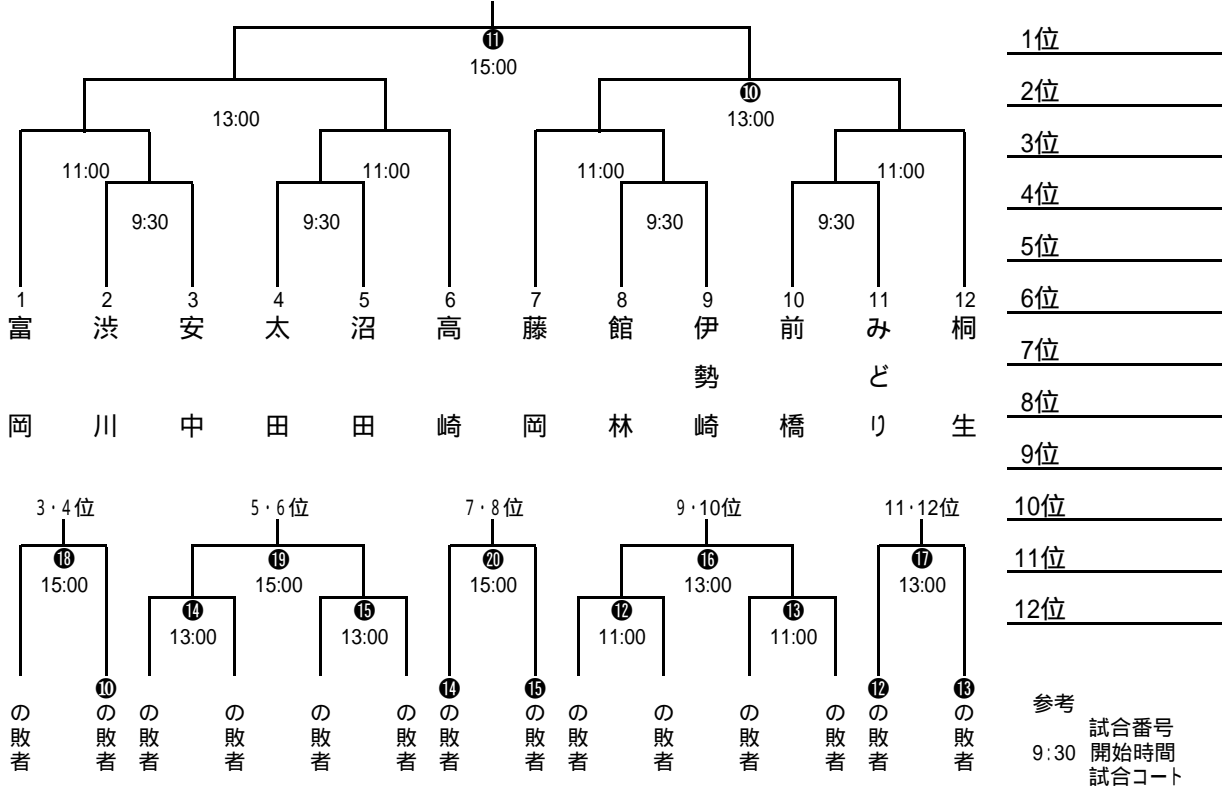 ⓫
15:00
13:00
❿
13:00
11:00
11:00
11:00
11:00
9:30
9:30
9:30
9:30
1
富岡
2
渋川
3
安中
4
太田
5
沼田
6
高崎
7
藤岡
8
館林
9
伊勢崎
10
前橋
11
みどり
12
桐生
1位
2位
3位
4位
5位
6位
7位
8位
9位
10位
11位
12位
3・4位
⓲
15:00
の敗者
❿の敗者
5・6位
⓳
15:00
⓮
13:00
⓯
13:00
の敗者
の敗者
の敗者
の敗者
7・8位
⓴
15:00
⓮の敗者
⓯の敗者
9・10位
⓰
13:00
⓬
11:00
⓭
11:00
の敗者
の敗者
の敗者
の敗者
11・12位
⓱
13:00
⓬の敗者
⓭の敗者
参考
試合番号
9:30 開始時間
試合コート